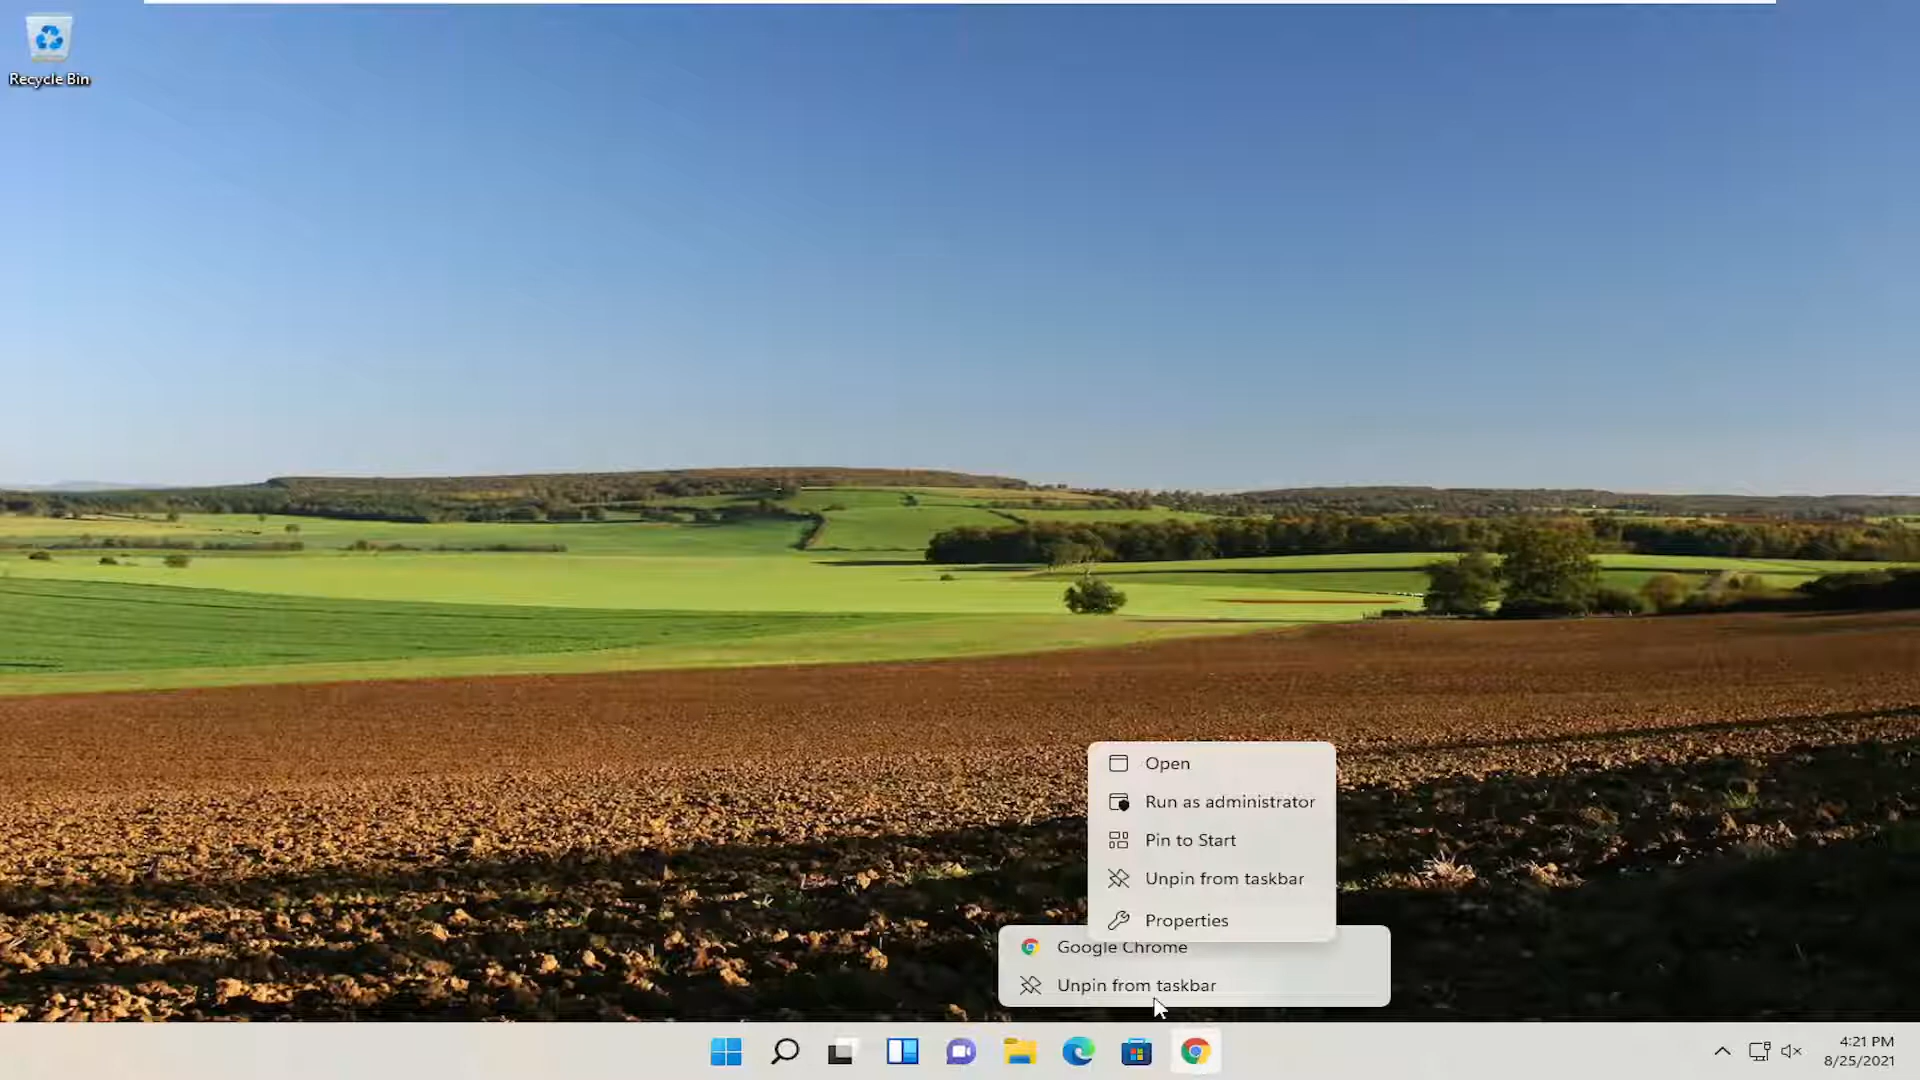 Recycle Bin
Open
Run as administrator
Pin to Start
Unpin from taskbar
Properties
Google Chrome
Unpin from taskbar
4:21 PM
8/25/2021